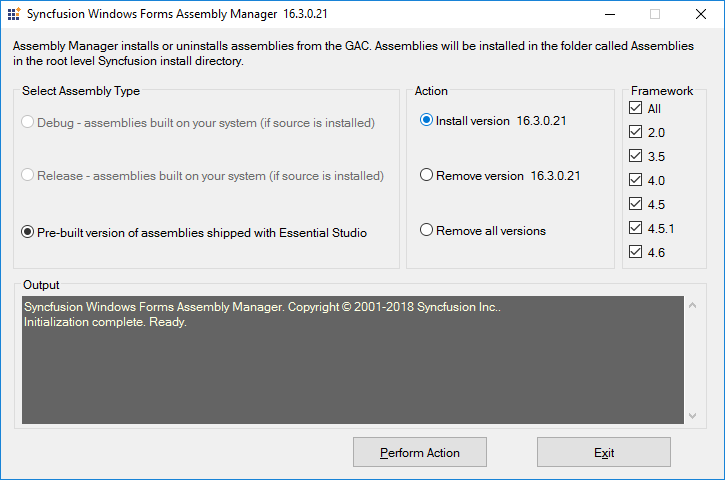 Syncfusion Windows Forms Assembly Manager  16.3.0.21
Assembly Manager installs or uninstalls assemblies from the GAC. Assemblies will be installed in the folder called Assemblies
in the root level Syncfusion install directory.
Select Assembly Type
Debug - assemblies built on your system (if source is installed)
Release - assemblies built on your system (if source is installed)
Pre-built version of assemblies shipped with Essential Studio
Action
Install version  16.3.0.21
Remove version  16.3.0.21
Remove all versions
Framework
All
2.0
3.5
4.0
4.5
4.5.1
4.6
Output
Syncfusion Windows Forms Assembly Manager. Copyright © 2001-2018 Syncfusion Inc..
Initialization complete. Ready.
Perform Action
Exit